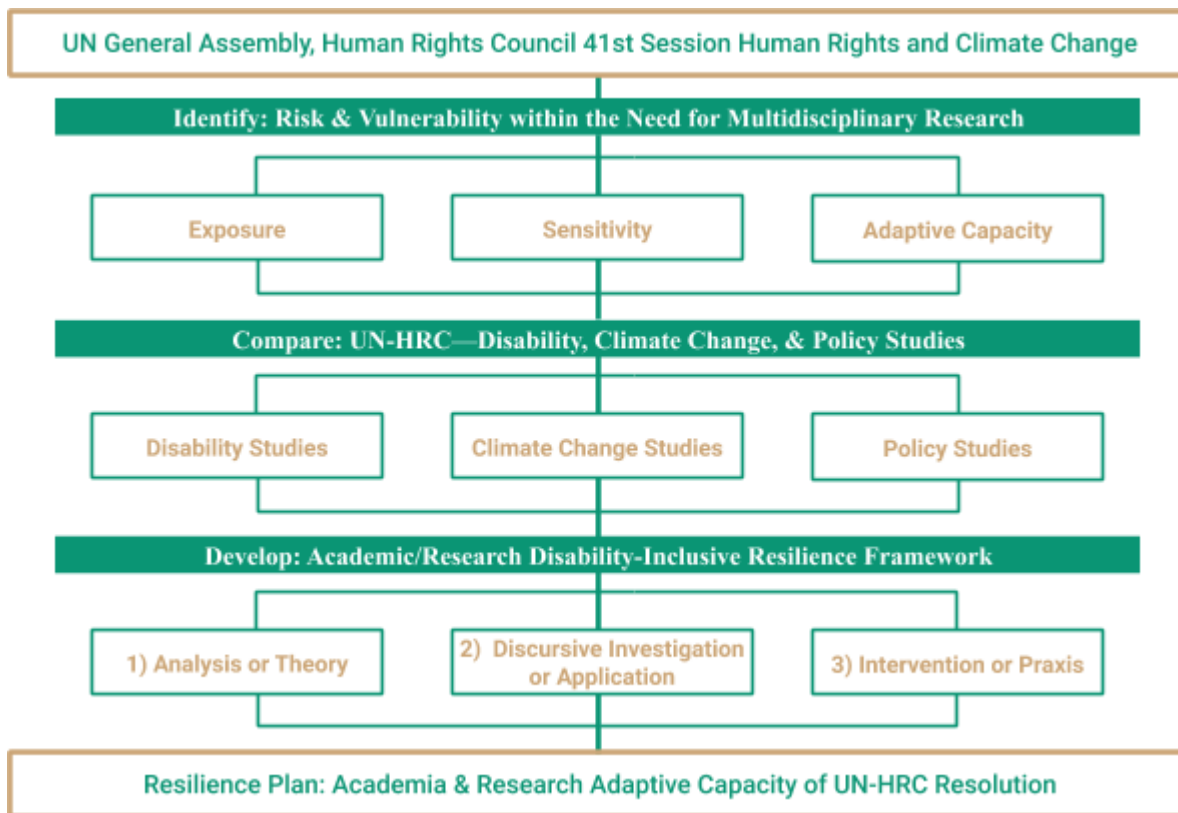 UN General Assembly, Human Rights Council 41st Session Human Rights and Climate Change
Identify: Risk & Vulnerability within the Need for Multidisciplinary Research
Exposure
Sensitivity
Adaptive Capacity
Compare: UN-HRC—Disability, Climate Change, & Policy Studies
Disability Studies
Climate Change Studies
Policy Studies
Develop: Academic/Research Disability-Inclusive Resilience Framework
1) Analysis or Theory
2) Discursive Investigation
or Application
3) Intervention or Praxis
Resilience Plan: Academia & Research Adaptive Capacity of UN-HRC Resolution